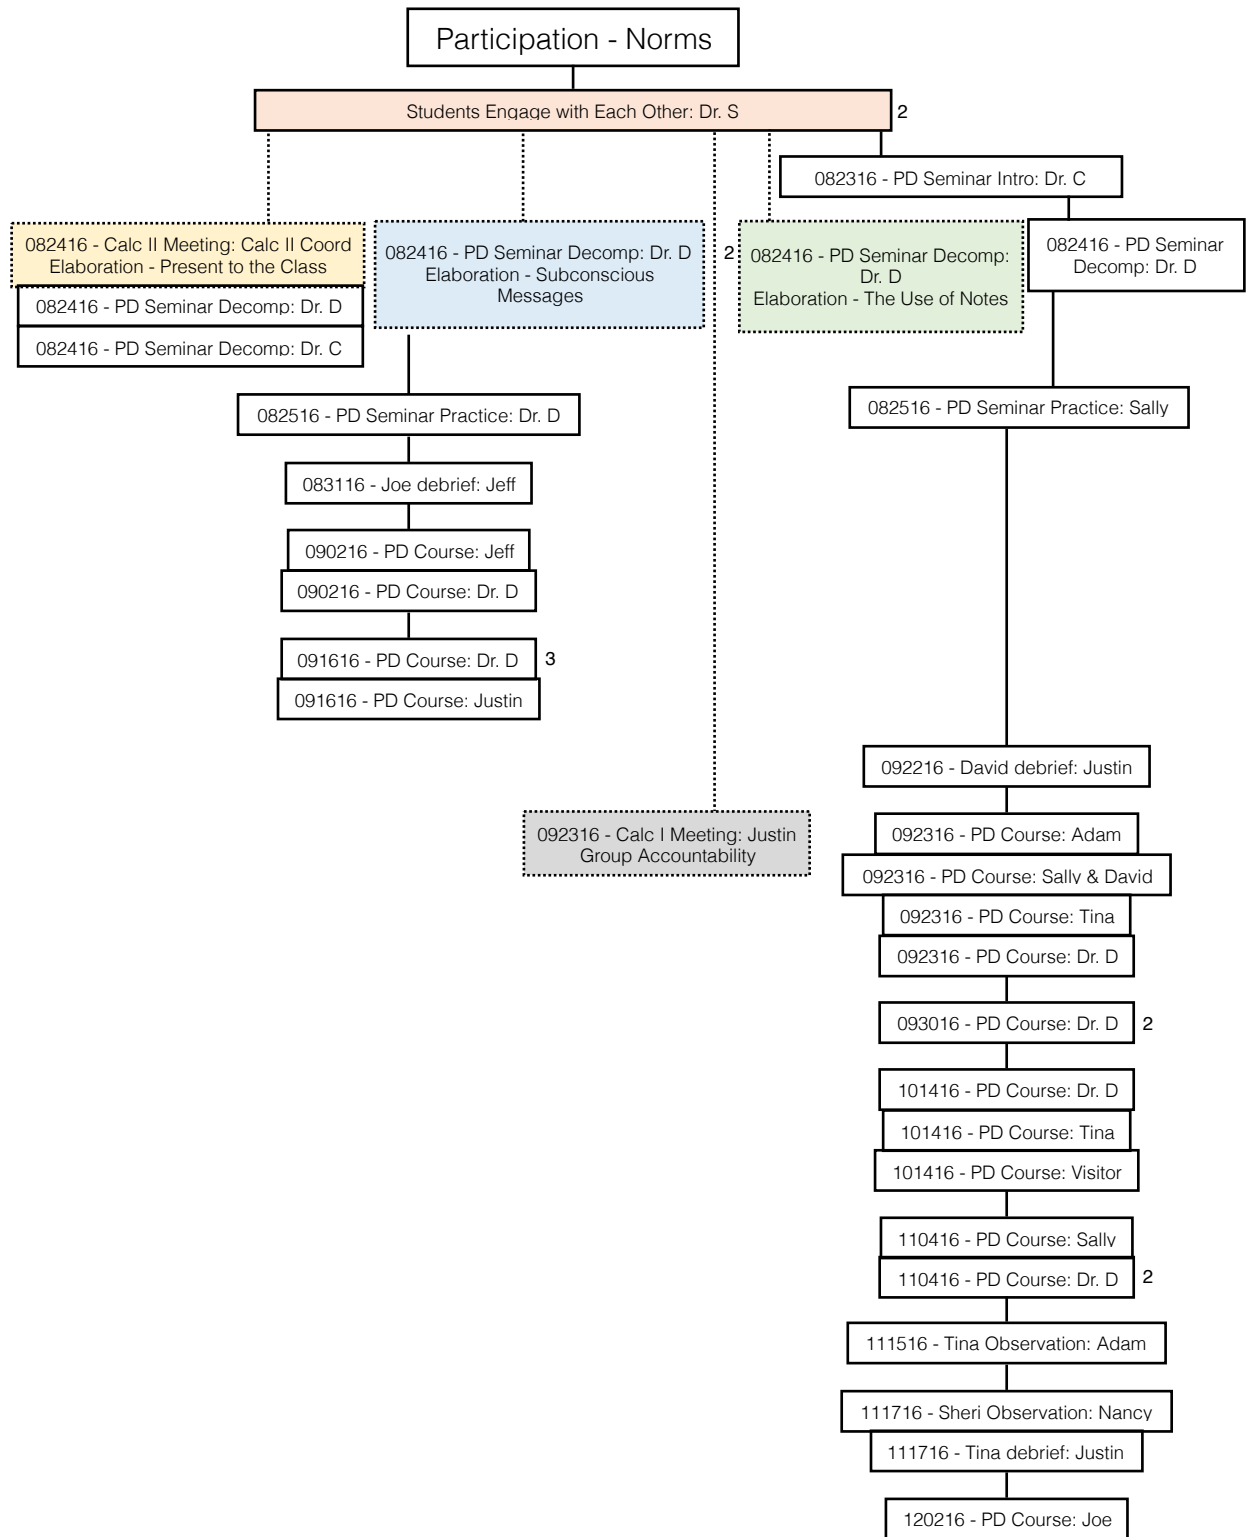 Participation - Norms
Students Engage with Each Other: Dr. S
2
082316 - PD Seminar Intro: Dr. C
082416 - Calc II Meeting: Calc II Coord
Elaboration - Present to the Class
082416 - PD Seminar Decomp: Dr. D
082416 - PD Seminar Decomp: Dr. C
082416 - PD Seminar Decomp: Dr. D
Elaboration - Subconscious
Messages
2
082416 - PD Seminar Decomp:
Dr. D
Elaboration - The Use of Notes
082416 - PD Seminar
Decomp: Dr. D
082516 - PD Seminar Practice: Dr. D
083116 - Joe debrief: Jeff
090216 - PD Course: Jeff
090216 - PD Course: Dr. D
091616 - PD Course: Dr. D
3
091616 - PD Course: Justin
092316 - Calc I Meeting: Justin
Group Accountability
082516 - PD Seminar Practice: Sally
092216 - David debrief: Justin
092316 - PD Course: Adam
092316 - PD Course: Sally & David
092316 - PD Course: Tina
092316 - PD Course: Dr. D
093016 - PD Course: Dr. D
2
101416 - PD Course: Dr. D
101416 - PD Course: Tina
101416 - PD Course: Visitor
110416 - PD Course: Sally
110416 - PD Course: Dr. D
2
111516 - Tina Observation: Adam
111716 - Sheri Observation: Nancy
111716 - Tina debrief: Justin
120216 - PD Course: Joe